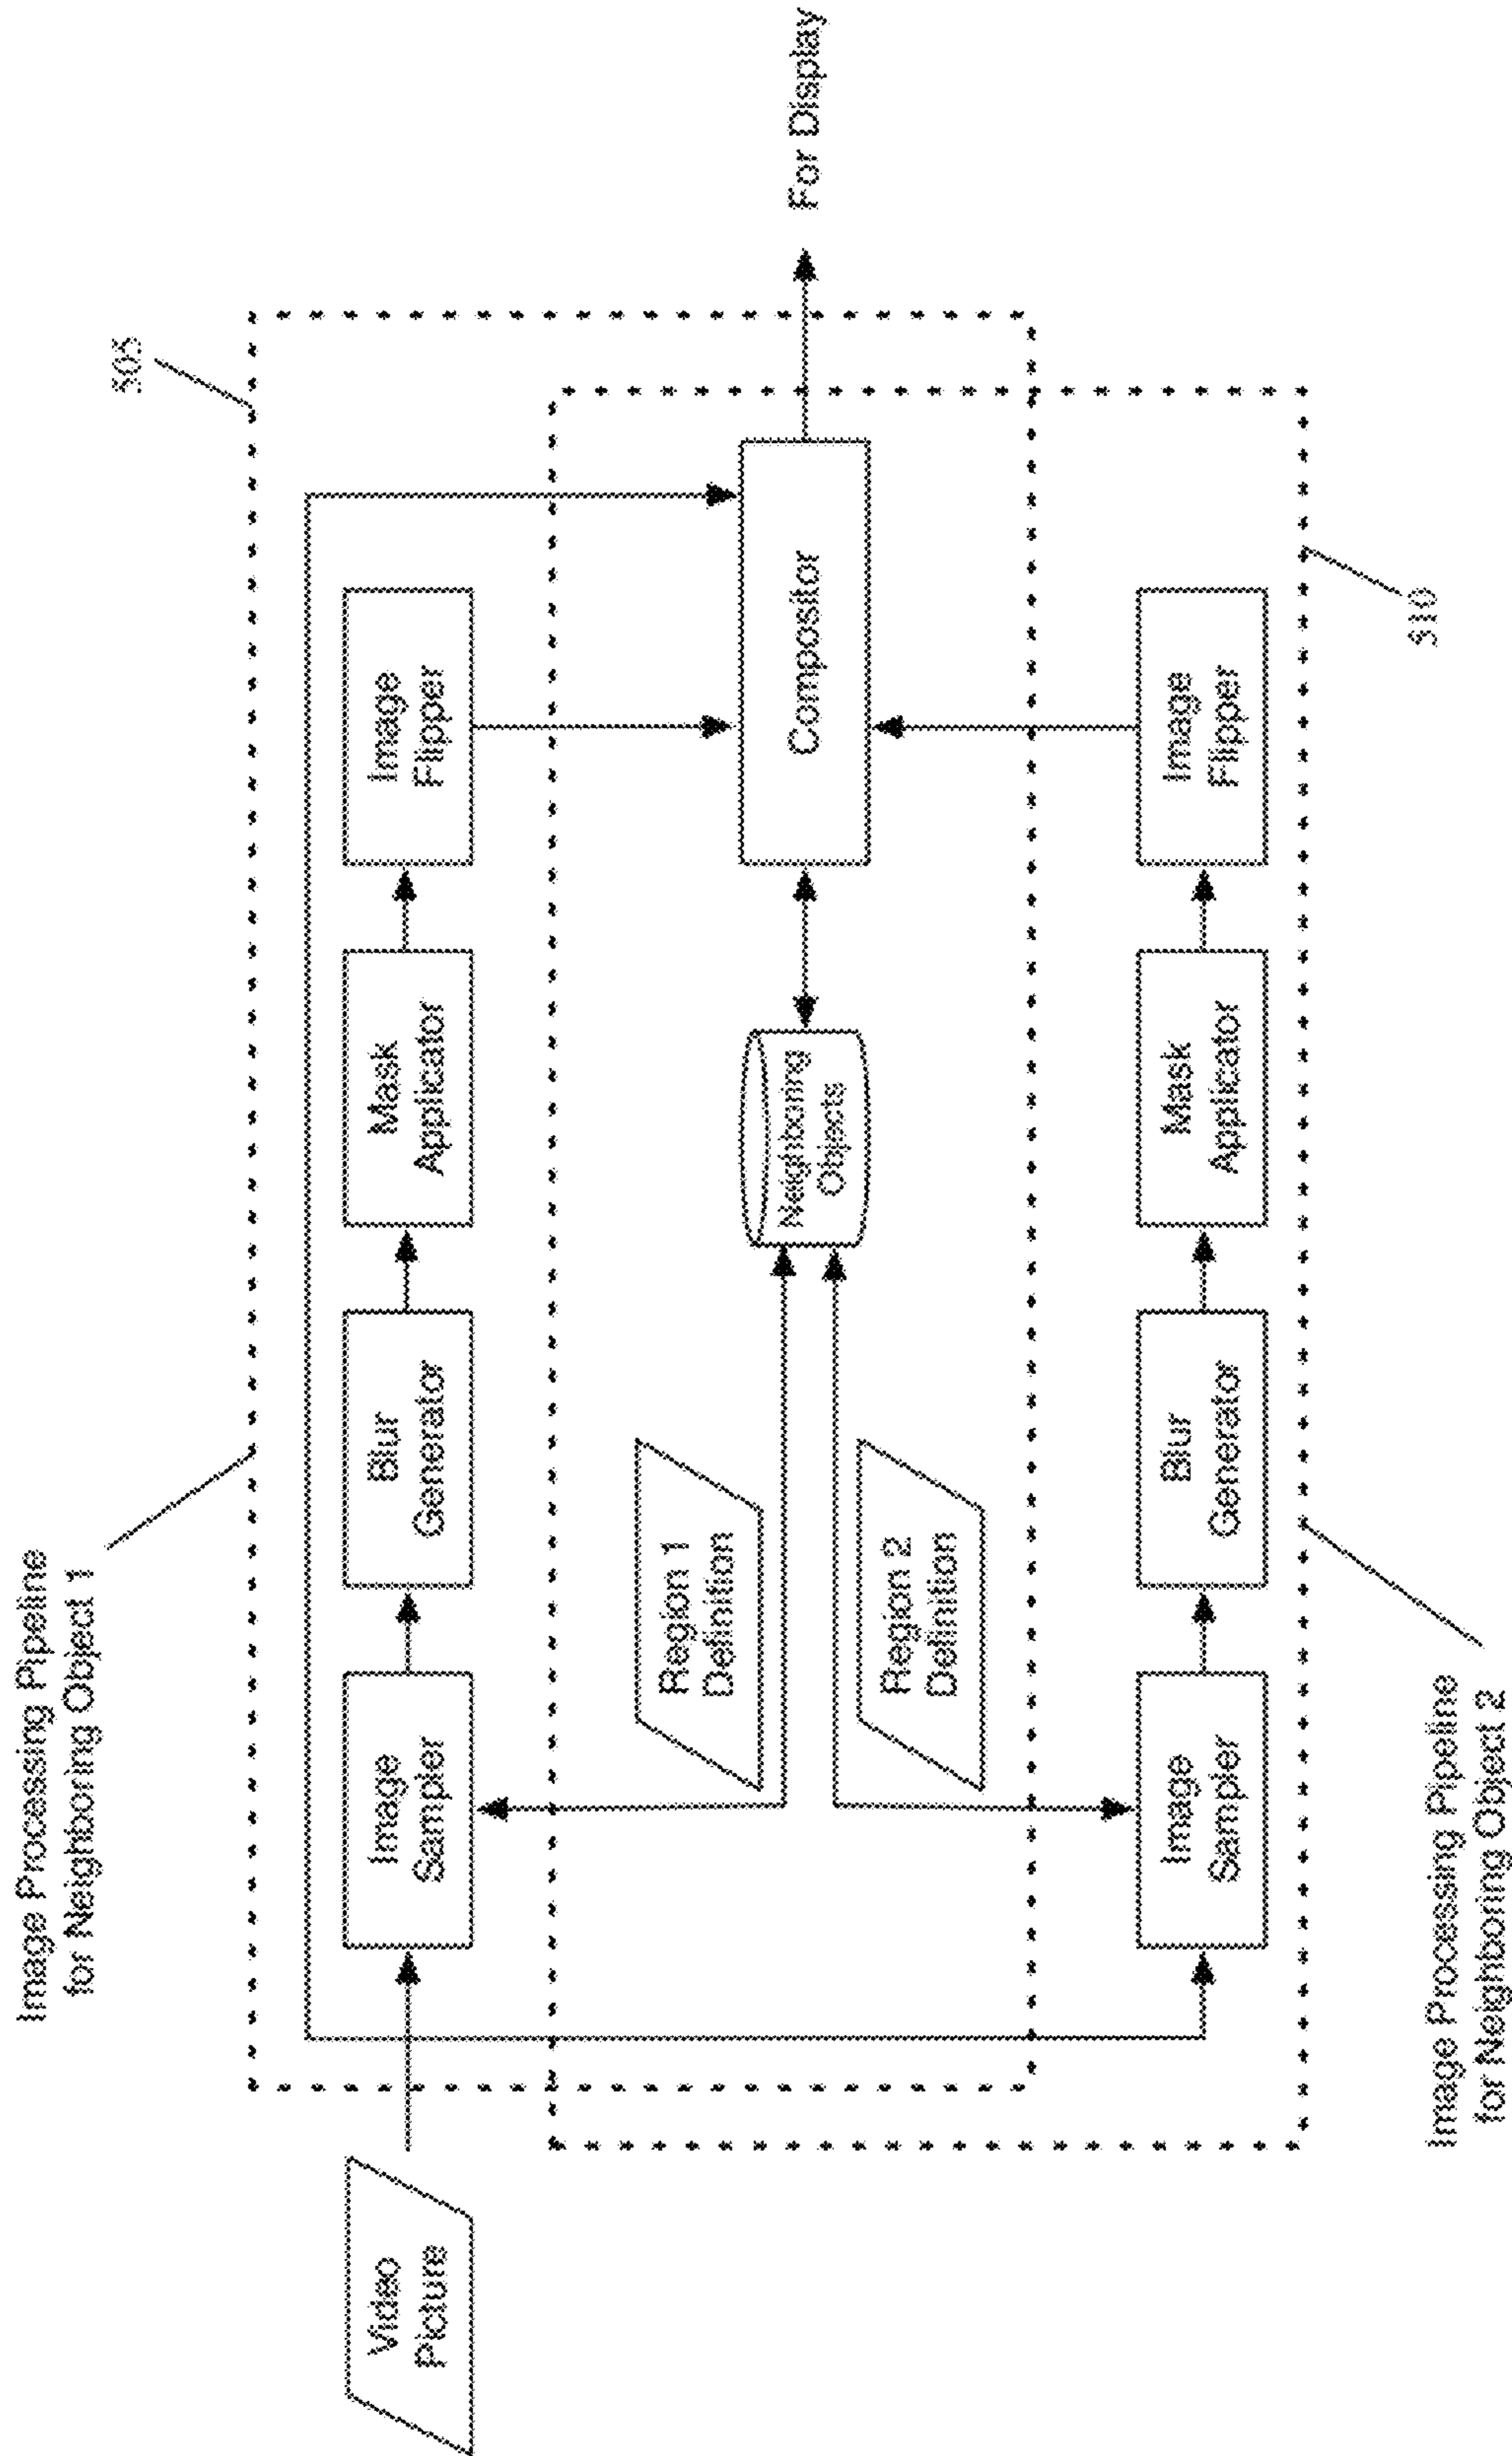 Image Processing Pipeline
for Neighboring Object 1
505
Video
Picture
Image
Sampler
Blur
Generator
Mask
Applicator
Image
Flipper
Region 1
Definition
Region 2
Definition
Neighboring
Objects
Compositor
For Display
Image
Sampler
Blur
Generator
Mask
Applicator
Image
Flipper
510
Image Processing Pipeline
for Neighboring Object 2